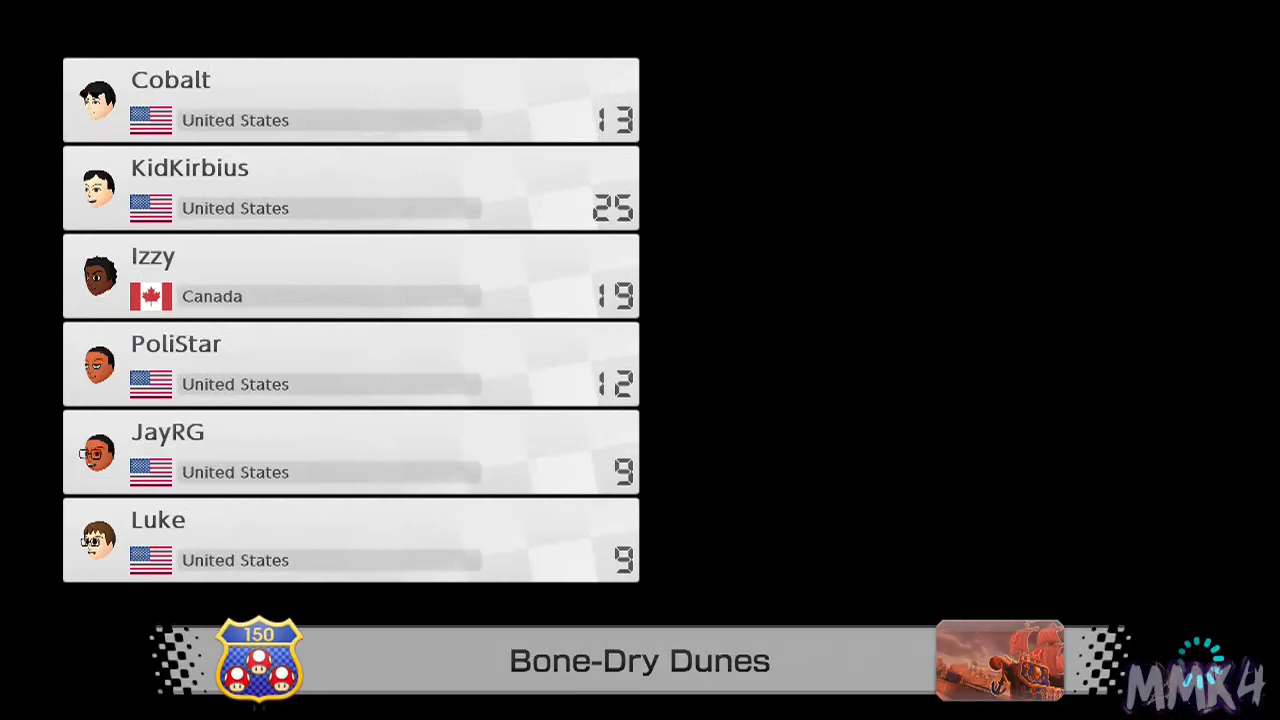 Cobalt
United States
13
KidKirbius
United States
25
Izzy
Canada
19
PoliStar
United States
12
JayRG
United States
9
Luke
United States
9
150
Bone-Dry Dunes
MMK4